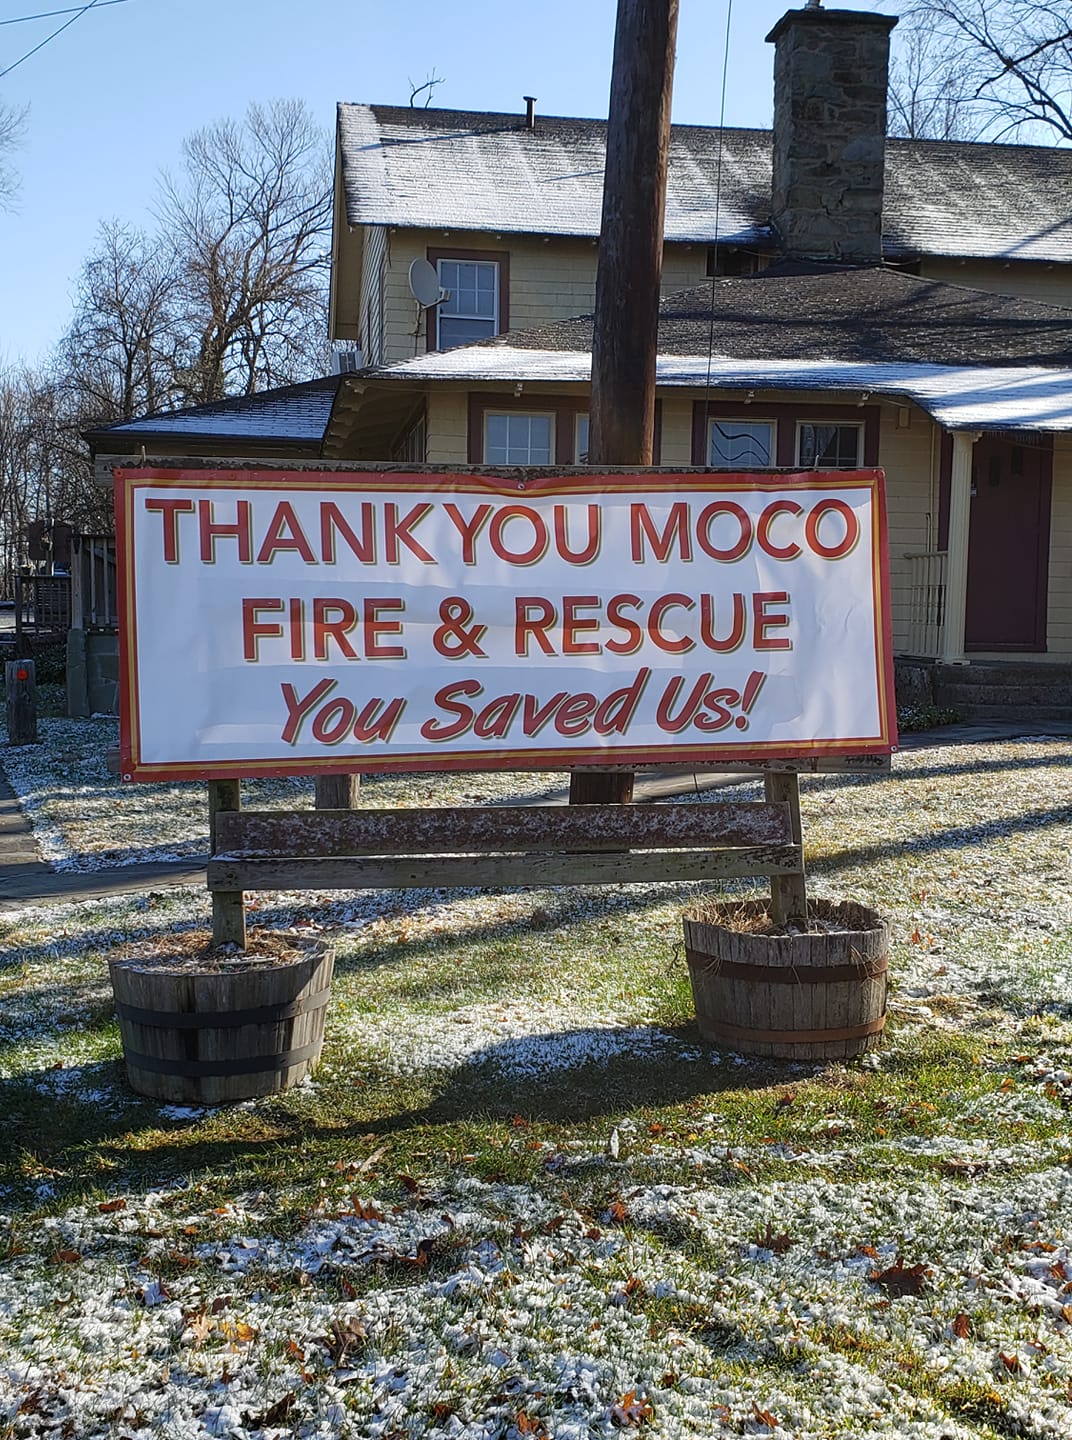 THANK YOU MOCO
FIRE & RESCUE
You Saved Us!